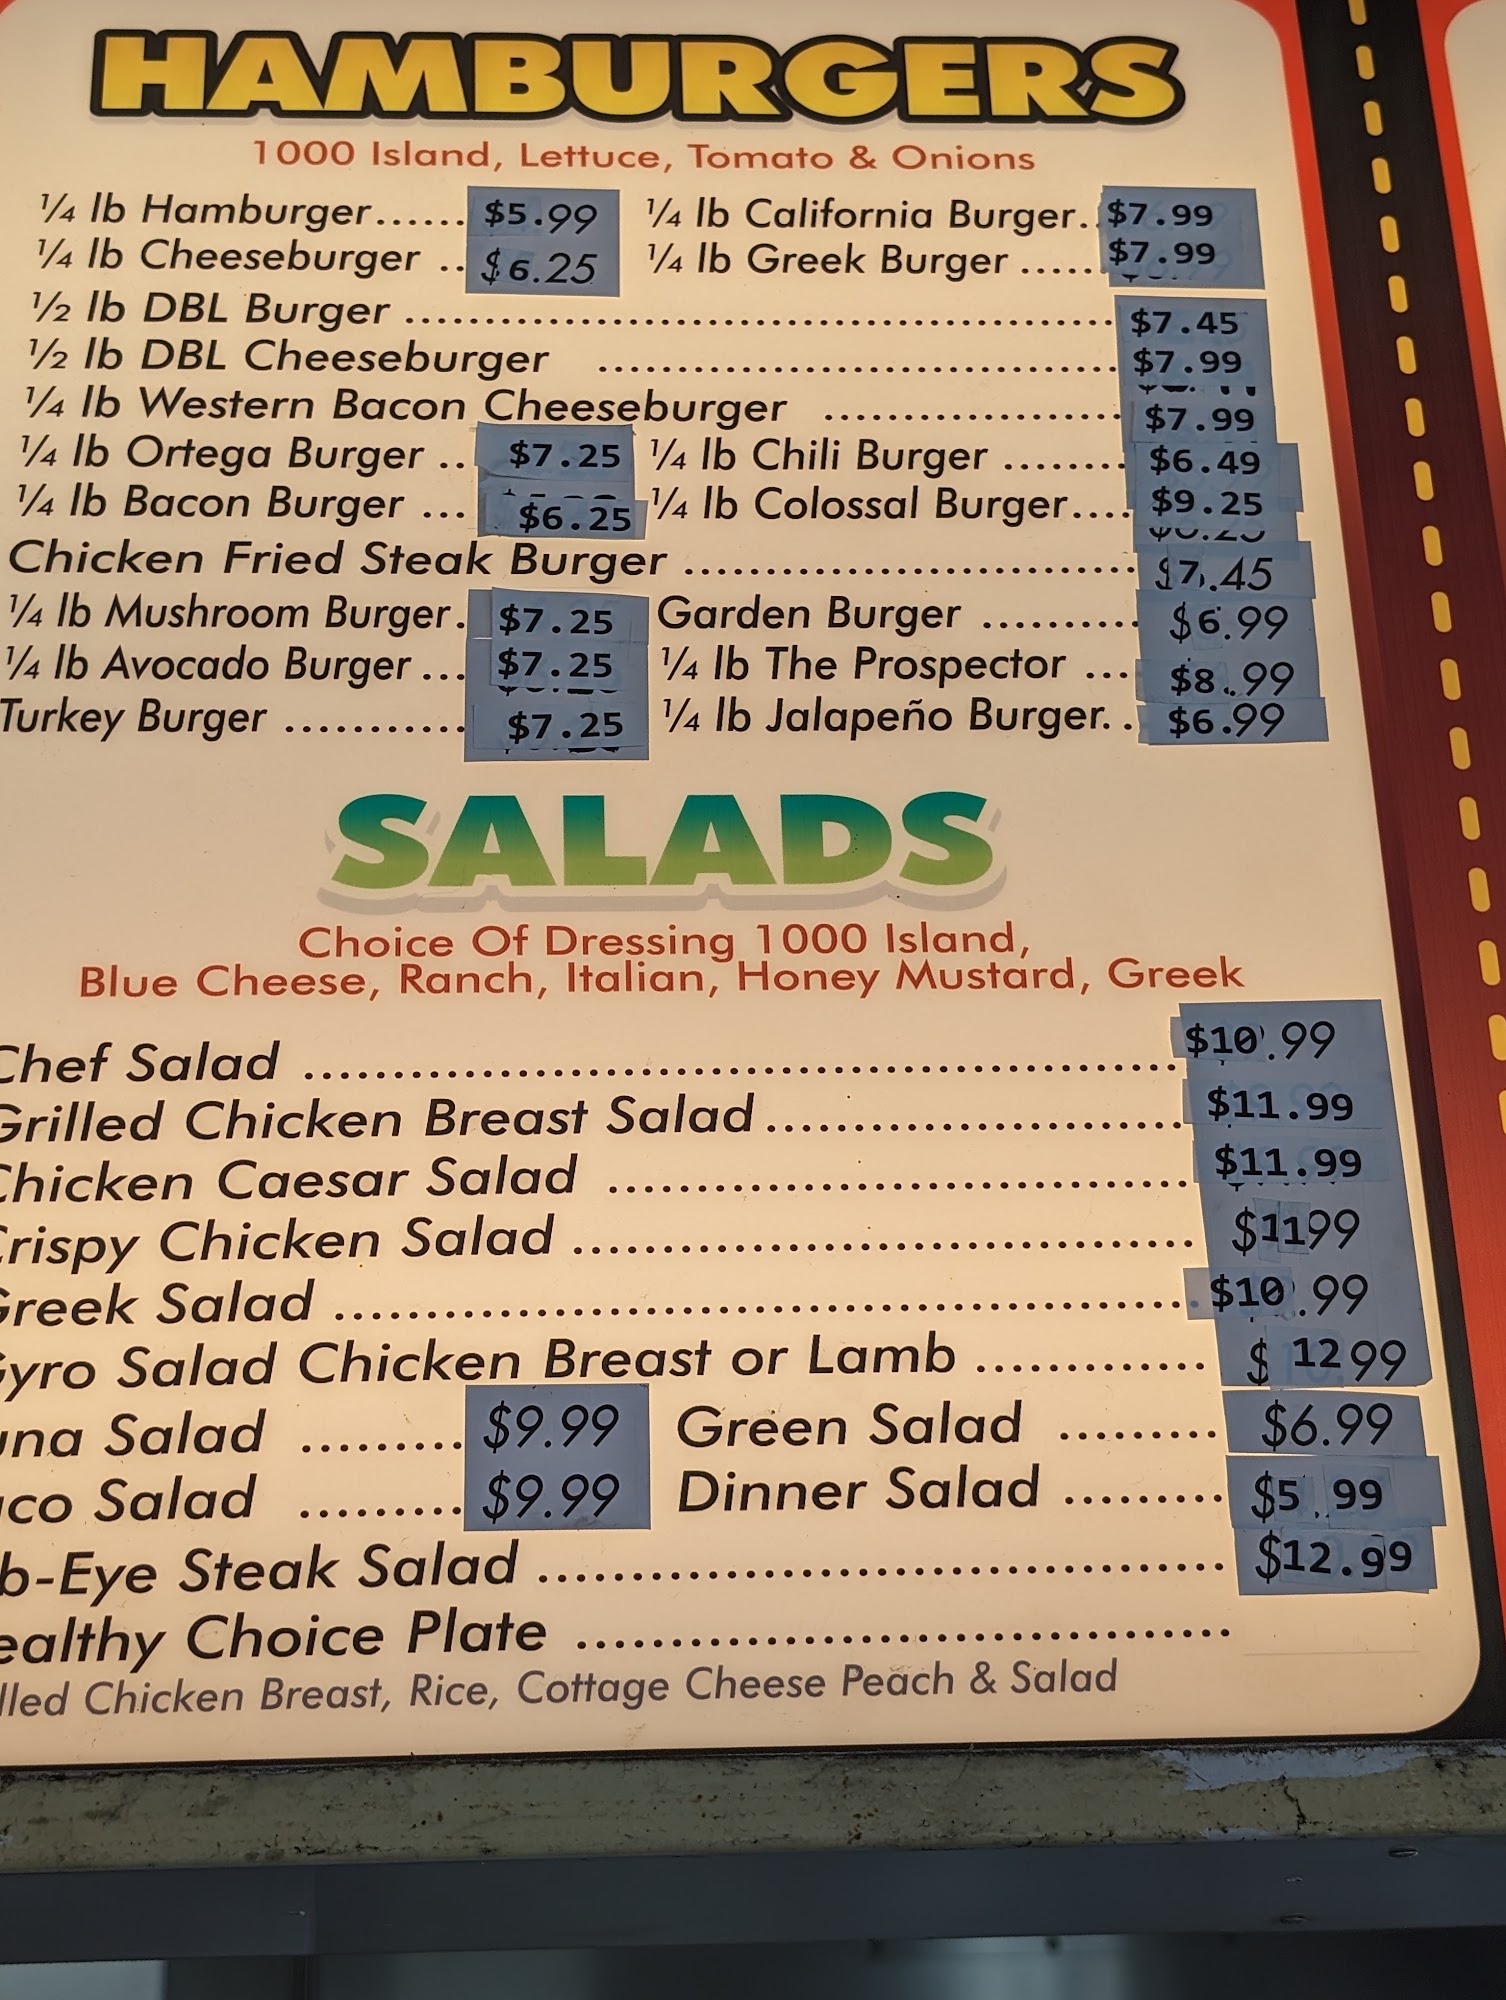 HAMBURGERS
1000 Island, Lettuce, Tomato & Onions
¼ lb Hamburger...... $5.99 ¼ lb California Burger.. $7.99
¼ lb Cheeseburger .. $6.25 ¼ lb Greek Burger ..... $7.99
½ lb DBL Burger ........................................ $7.45
½ lb DBL Cheeseburger .............................. $7.99
¼ lb Western Bacon Cheeseburger ................. $7.99
¼ lb Ortega Burger .. $7.25 ¼ lb Chili Burger ........ $6.49
¼ lb Bacon Burger ... $6.25 ¼ lb Colossal Burger.... $9.25
Chicken Fried Steak Burger ........................... $7.45
¼ lb Mushroom Burger. $7.25 Garden Burger .......... $6.99
¼ lb Avocado Burger ... $7.25 ¼ lb The Prospector ... $8.99
Turkey Burger ........... $7.25 ¼ lb Jalapeño Burger.. $6.99
SALADS
Choice Of Dressing 1000 Island,
Blue Cheese, Ranch, Italian, Honey Mustard, Greek
Chef Salad .................................................. $10.99
Grilled Chicken Breast Salad........................ $11.99
Chicken Caesar Salad ................................. $11.99
Crispy Chicken Salad ................................... $1199
Greek Salad ................................................ $10.99
Gyro Salad Chicken Breast or Lamb ............. $ 1299
una Salad ......... $9.99 Green Salad ......... $6.99
aco Salad ......... $9.99 Dinner Salad ......... $5.99
b-Eye Steak Salad ...................................... $12.99
ealthy Choice Plate ....................................
lled Chicken Breast, Rice, Cottage Cheese Peach & Salad